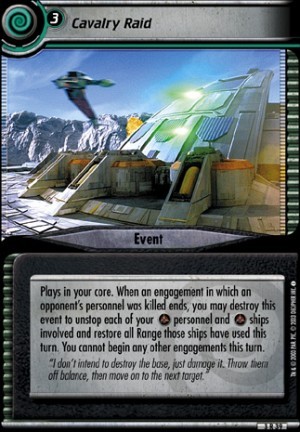 3
Cavalry Raid
Event
Plays in your core. When an engagement in which an
opponent's personnel was killed ends, you may destroy this
event to unstop each of your personnel and ships
involved and restore all Range those ships have used this
turn. You cannot begin any other engagements this turn.
"I don't intend to destroy the base, just damage it. Throw them
off balance, then move on to the next target."
3 R 39